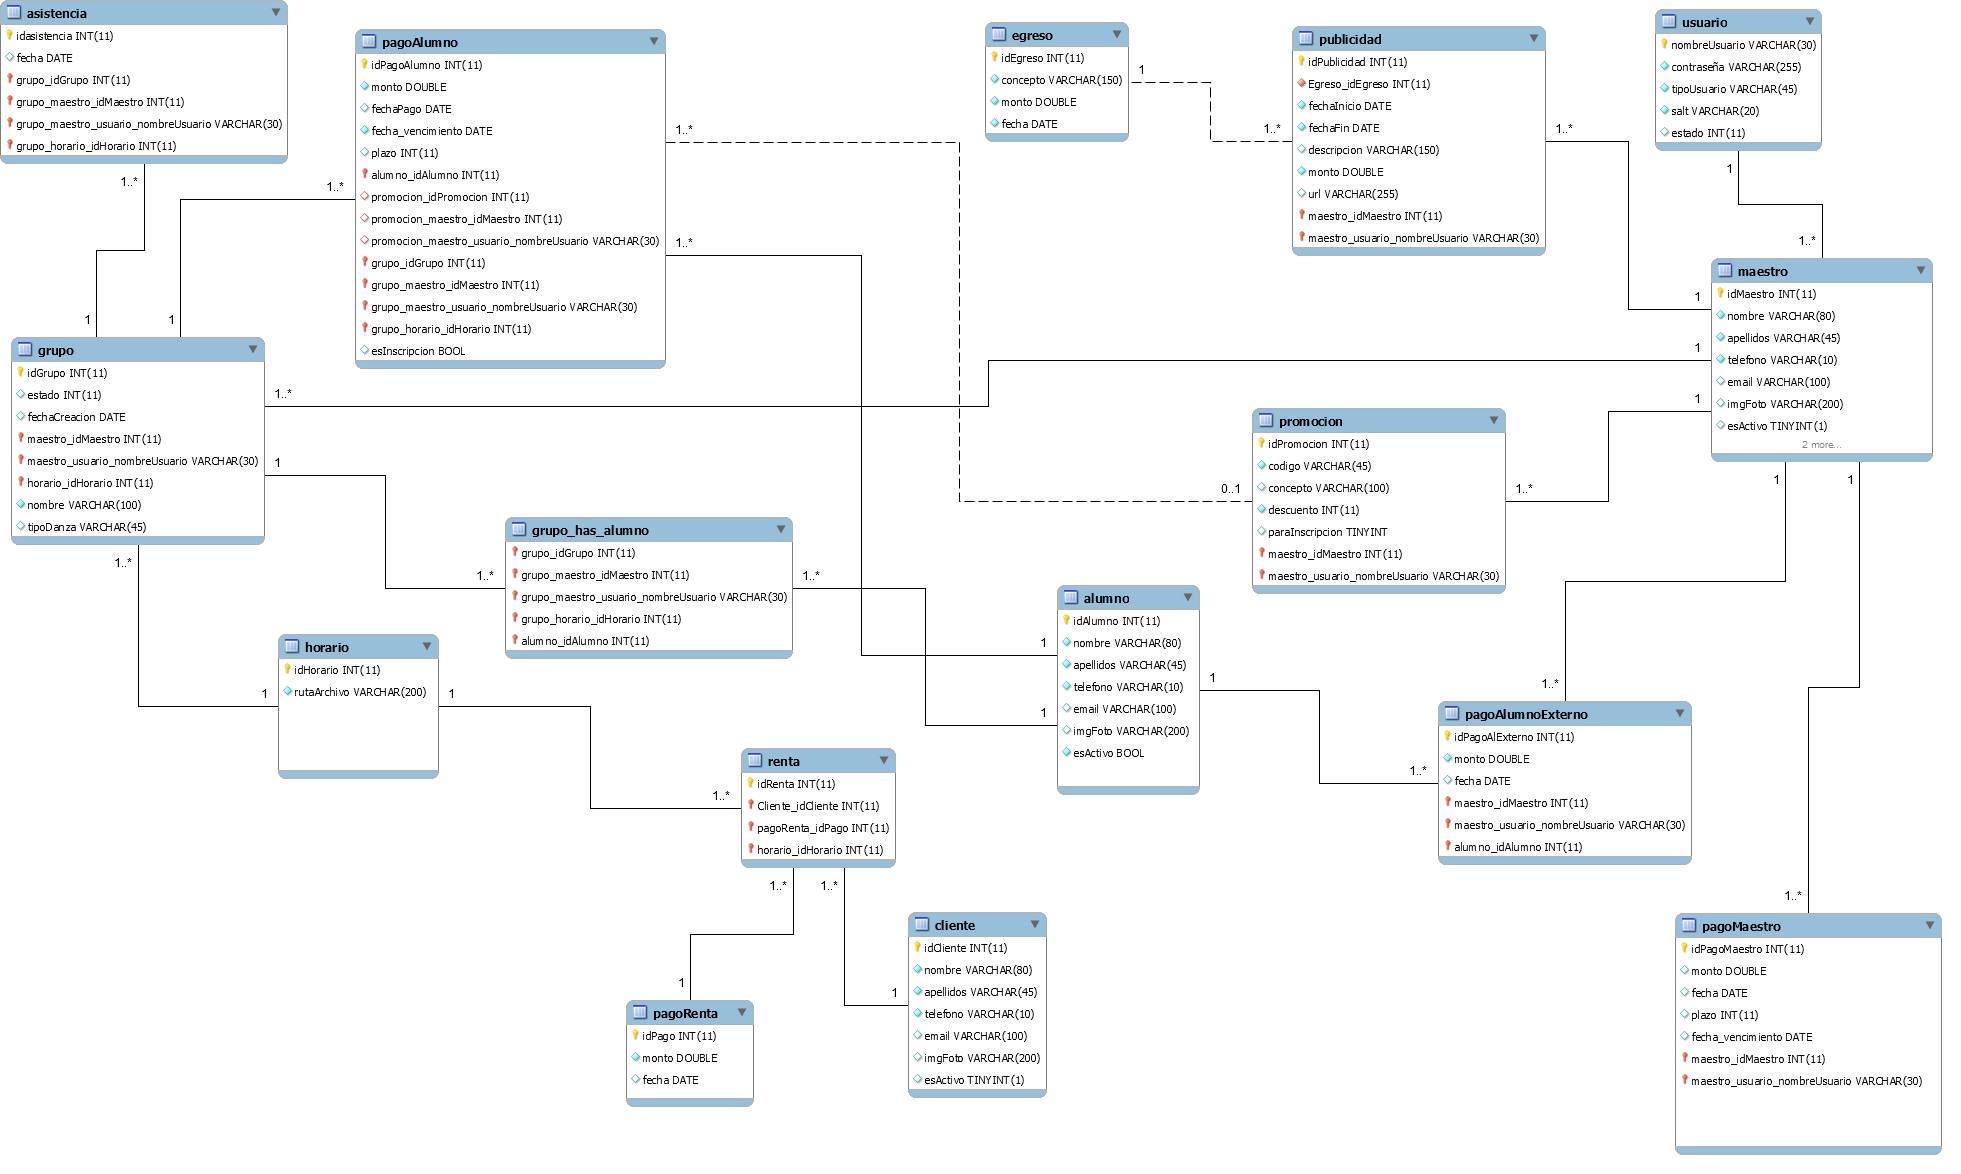 asistencia
idasistencia INT(11)
fecha DATE
grupo_idGrupo INT(11)
grupo_maestro_idMaestro INT(11)
grupo_maestro_usuario_nombreUsuario VARCHAR(30)
grupo_horario_idHorario INT(11)
1..*
1
pagoAlumno
idPagoAlumno INT(11)
monto DOUBLE
fechaPago DATE
fecha_vencimiento DATE
plazo INT(11)
alumno_idAlumno INT(11)
promocion_idPromocion INT(11)
promocion_maestro_idMaestro INT(11)
promocion_maestro_usuario_nombreUsuario VARCHAR(30)
grupo_idGrupo INT(11)
grupo_maestro_idMaestro INT(11)
grupo_maestro_usuario_nombreUsuario VARCHAR(30)
grupo_horario_idHorario INT(11)
esInscripcion BOOL
1..*
1
1..*
1..*
egreso
idEgreso INT(11)
concepto VARCHAR(150)
monto DOUBLE
fecha DATE
1
1..*
publicidad
idPublicidad INT(11)
Egreso_idEgreso INT(11)
fechaInicio DATE
fechaFin DATE
descripcion VARCHAR(150)
monto DOUBLE
url VARCHAR(255)
maestro_idMaestro INT(11)
maestro_usuario_nombreUsuario VARCHAR(30)
1..*
1
usuario
nombreUsuario VARCHAR(30)
contraseña VARCHAR(255)
tipoUsuario VARCHAR(45)
salt VARCHAR(20)
estado INT(11)
1
1..*
maestro
idMaestro INT(11)
nombre VARCHAR(80)
apellidos VARCHAR(45)
telefono VARCHAR(10)
email VARCHAR(100)
imgFoto VARCHAR(200)
esActivo TINYINT(1)
2 more...
1
1
1
1
grupo
idGrupo INT(11)
estado INT(11)
fechaCreacion DATE
maestro_idMaestro INT(11)
maestro_usuario_nombreUsuario VARCHAR(30)
horario_idHorario INT(11)
nombre VARCHAR(100)
tipoDanza VARCHAR(45)
1..*
1
1..*
promocion
idPromocion INT(11)
codigo VARCHAR(45)
concepto VARCHAR(100)
descuento INT(11)
paraInscripcion TINYINT
maestro_idMaestro INT(11)
maestro_usuario_nombreUsuario VARCHAR(30)
0..1
1..*
grupo_has_alumno
grupo_idGrupo INT(11)
grupo_maestro_idMaestro INT(11)
grupo_maestro_usuario_nombreUsuario VARCHAR(30)
grupo_horario_idHorario INT(11)
alumno_idAlumno INT(11)
1..*
1..*
alumno
idAlumno INT(11)
nombre VARCHAR(80)
apellidos VARCHAR(45)
telefono VARCHAR(10)
email VARCHAR(100)
imgFoto VARCHAR(200)
esActivo BOOL
1
1
1
horario
idHorario INT(11)
rutaArchivo VARCHAR(200)
1
1
pagoAlumnoExterno
idPagoAlExterno INT(11)
monto DOUBLE
fecha DATE
maestro_idMaestro INT(11)
maestro_usuario_nombreUsuario VARCHAR(30)
alumno_idAlumno INT(11)
1..*
1..*
renta
idRenta INT(11)
Cliente_idCliente INT(11)
pagoRenta_idPago INT(11)
horario_idHorario INT(11)
1..*
1..*
1..*
cliente
idCliente INT(11)
nombre VARCHAR(80)
apellidos VARCHAR(45)
telefono VARCHAR(10)
email VARCHAR(100)
imgFoto VARCHAR(200)
esActivo TINYINT(1)
1
pagoRenta
idPago INT(11)
monto DOUBLE
fecha DATE
1
pagoMaestro
idPagoMaestro INT(11)
monto DOUBLE
fecha DATE
plazo INT(11)
fecha_vencimiento DATE
maestro_idMaestro INT(11)
maestro_usuario_nombreUsuario VARCHAR(30)
1..*